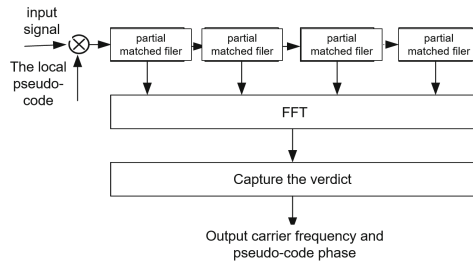 input
signal
The local
pseudo-
code
partial
matched filer
partial
matched filer
partial
matched filer
partial
matched filer
FFT
Capture the verdict
Output carrier frequency and
pseudo-code phase